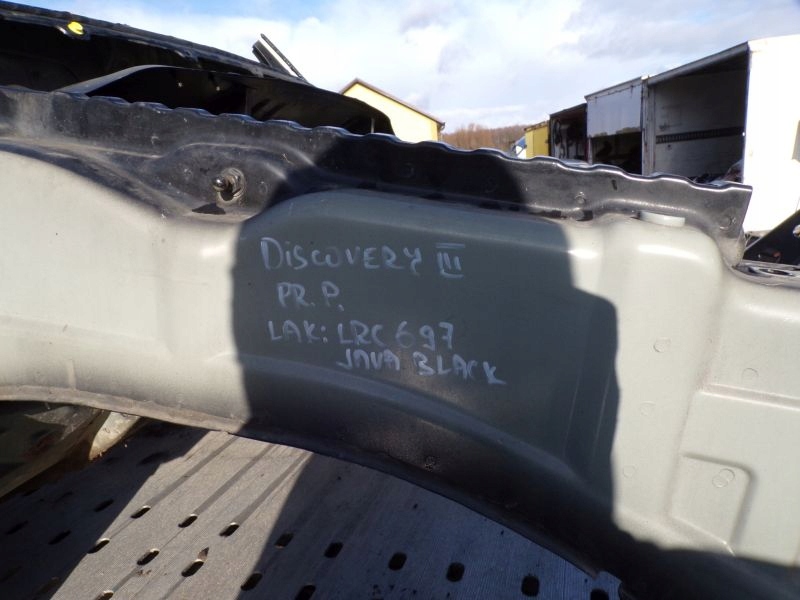 DISCOVERY III
PR.P.
LAK: LRC 697
JAVA BLACK